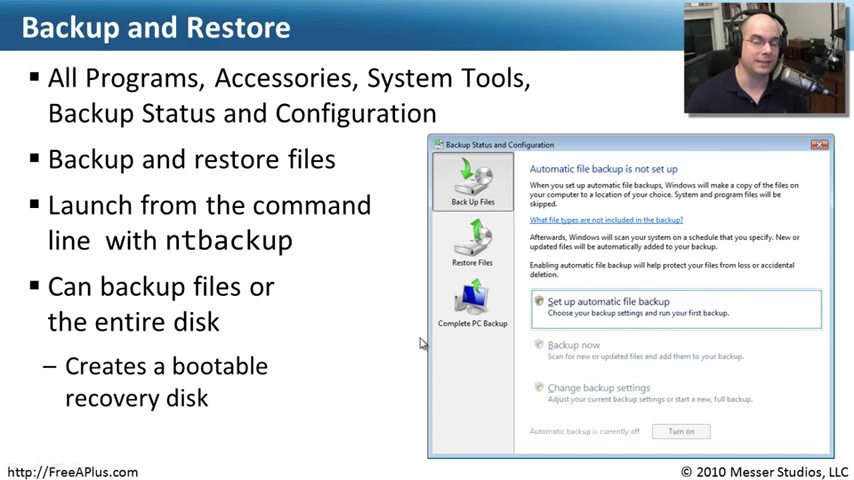 Backup and Restore
▪ All Programs, Accessories, System Tools,
Backup Status and Configuration
▪ Backup and restore files
▪ Launch from the command
line with ntbackup
▪ Can backup files or
the entire disk
– Creates a bootable
recovery disk
Backup Status and Configuration
Back Up Files
Restore Files
Complete PC Backup
Automatic file backup is not set up
When you set up automatic file backups, Windows will make a copy of the files on
your computer to a location of your choice. System and program files will be
skipped.
What file types are not included in the backup?
Afterwards, Windows will scan your system on a schedule that you specify. New or
updated files will be automatically added to your backup.
Enabling automatic file backup will help protect your files from loss or accidental
deletion.
Set up automatic file backup
Choose your backup settings and run your first backup.
Backup now
Scan for new or updated files and add them to your backup.
Change backup settings
Adjust your current backup settings or start a new, full backup.
Automatic backup is currently off
Turn on
http://FreeAPlus.com
© 2010 Messer Studios, LLC